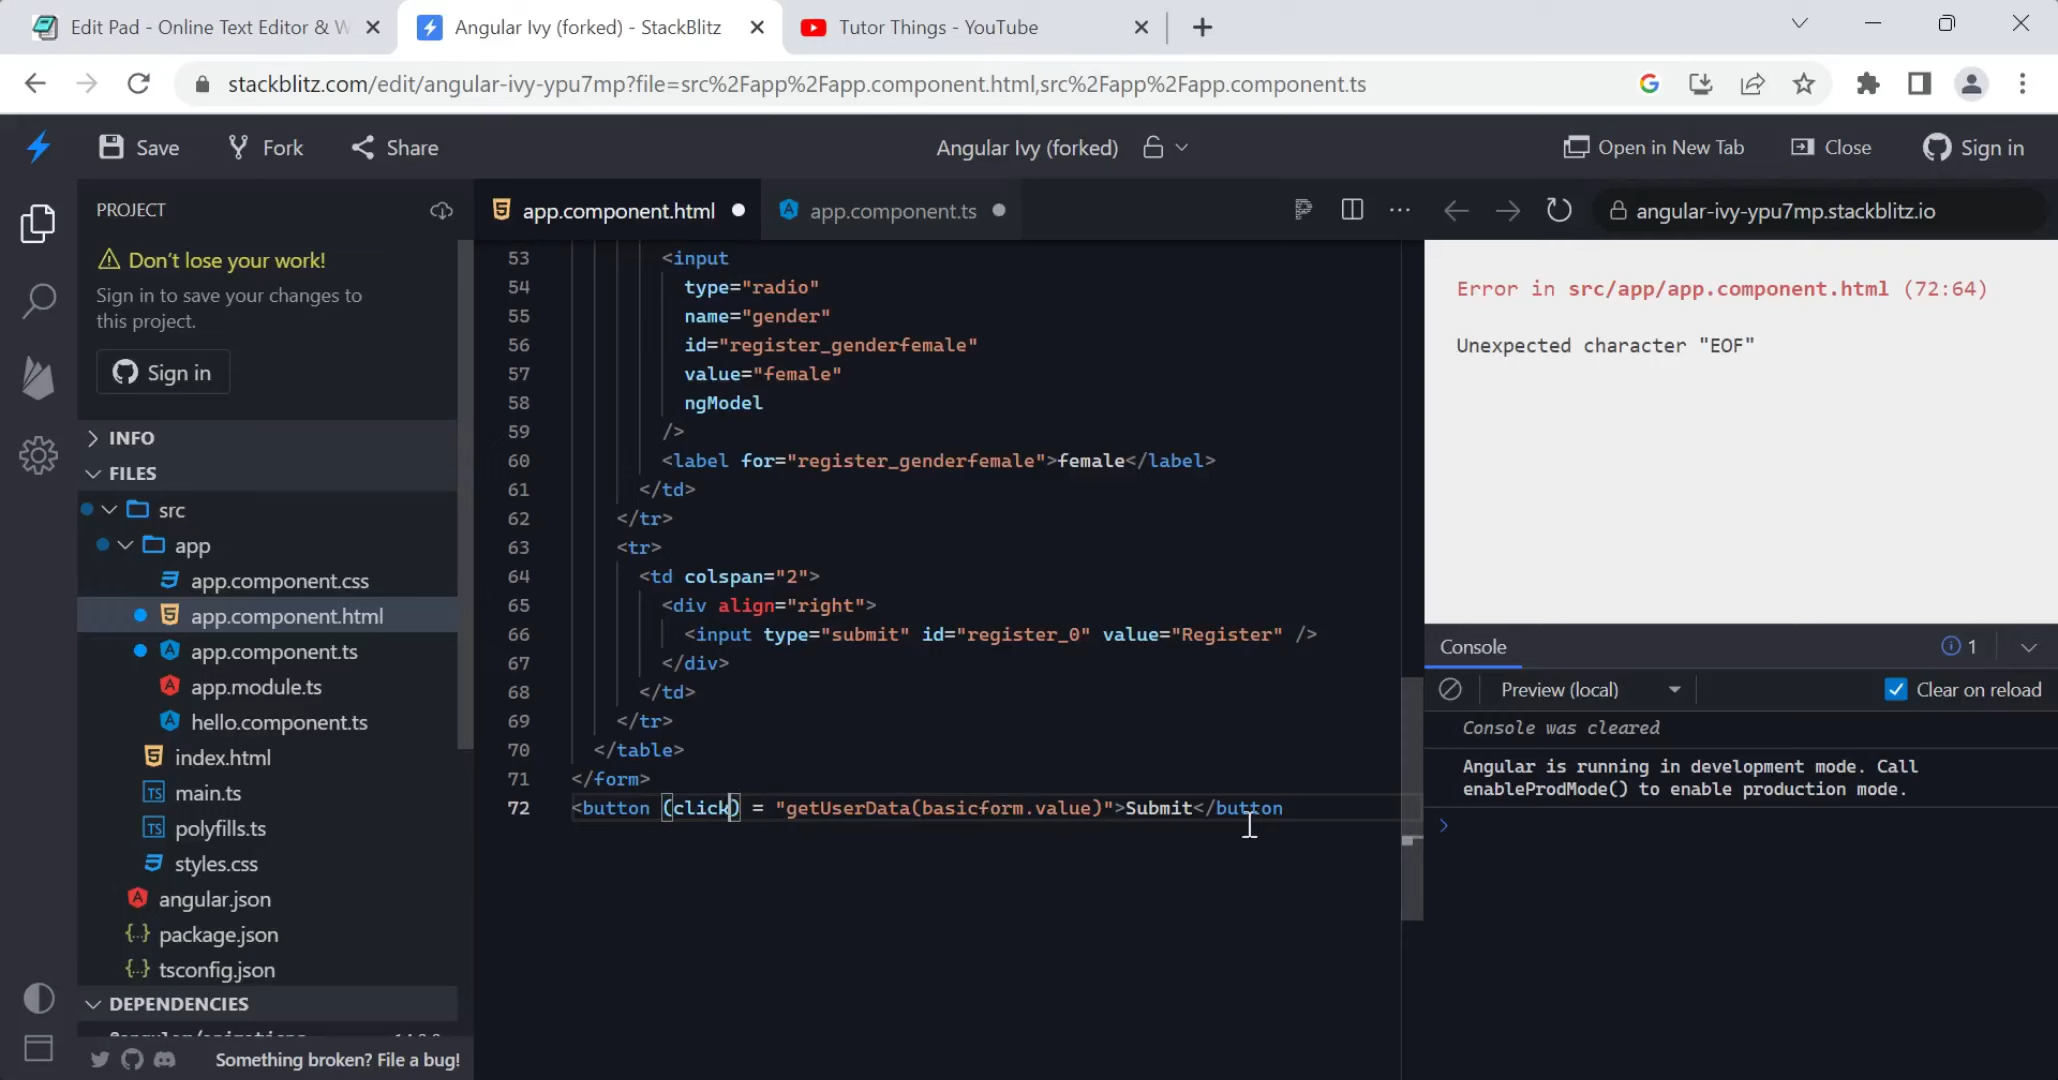 Edit Pad - Online Text Editor & W
Angular Ivy (forked) - StackBlitz
Tutor Things - YouTube
stackblitz.com/edit/angular-ivy-ypu7mp?file=src%2Fapp%2Fapp.component.html,src%2Fapp%2Fapp.component.ts
Save
Fork
Share
Angular Ivy (forked)
Open in New Tab
Close
Sign in
PROJECT
Don't lose your work!
Sign in to save your changes to
this project.
Sign in
INFO
FILES
src
app
app.component.css
app.component.html
app.component.ts
app.module.ts
hello.component.ts
index.html
main.ts
polyfills.ts
styles.css
angular.json
package.json
tsconfig.json
DEPENDENCIES
Something broken? File a bug!
app.component.html
app.component.ts
53 <input
54 type="radio"
55 name="gender"
56 id="register_genderfemale"
57 value="female"
58 ngModel
59 />
60 <label for="register_genderfemale">female</label>
61 </td>
62 </tr>
63 <tr>
64 <td colspan="2">
65 <div align="right">
66 <input type="submit" id="register_0" value="Register" />
67 </div>
68 </td>
69 </tr>
70 </table>
71 </form>
72 <button (click) = "getUserData(basicform.value)">Submit</button
angular-ivy-ypu7mp.stackblitz.io
Error in src/app/app.component.html (72:64)
Unexpected character "EOF"
Console
1
Preview (local)
Clear on reload
Console was cleared
Angular is running in development mode. Call
enableProdMode() to enable production mode.